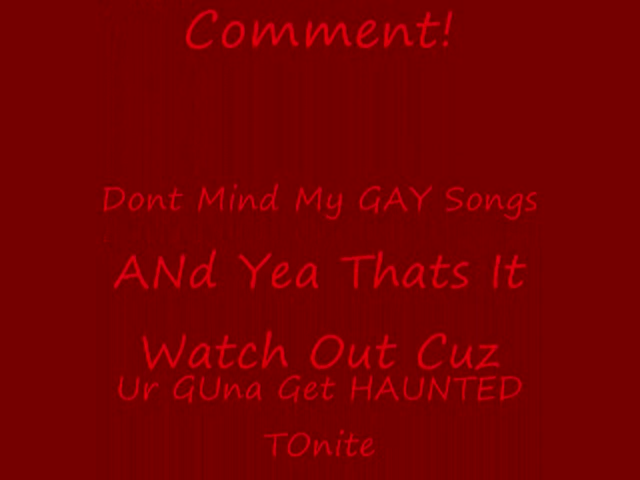 Comment!
Dont Mind My GAY Songs
ANd Yea Thats It
Watch Out Cuz
Ur GUna Get HAUNTED
TOnite